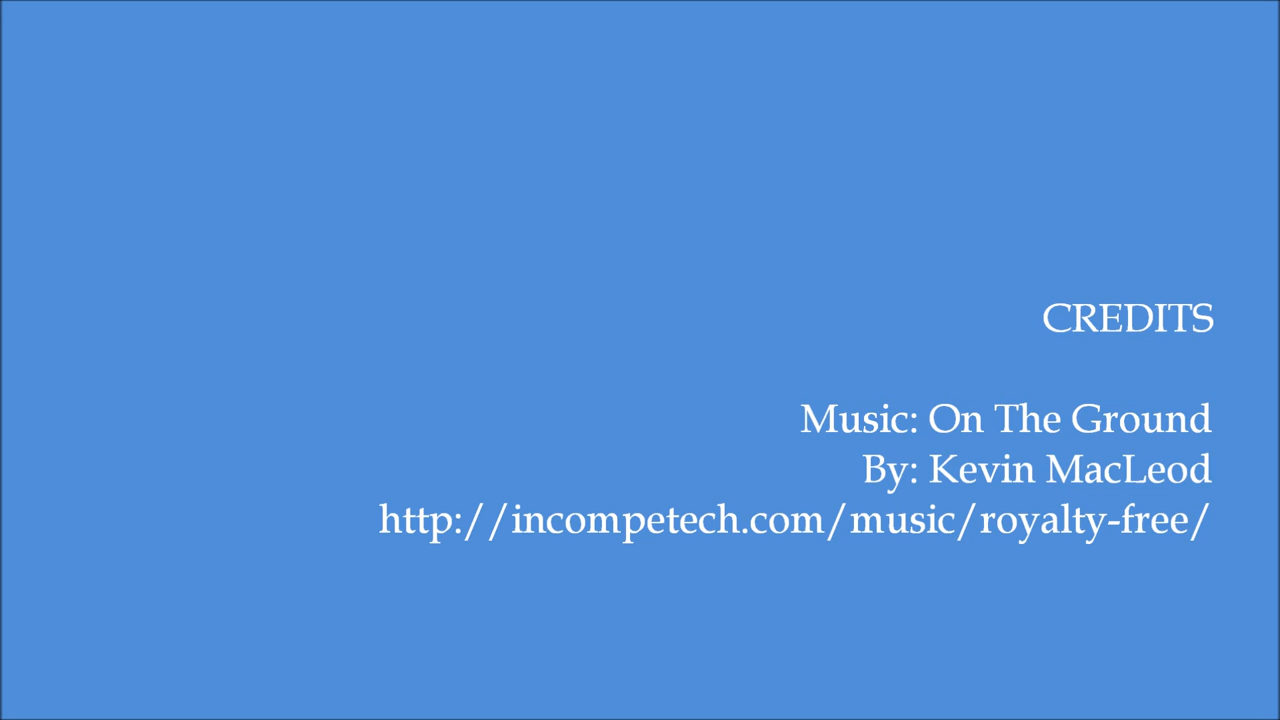 CREDITS
Music: On The Ground
By: Kevin MacLeod
http://incompetech.com/music/royalty-free/